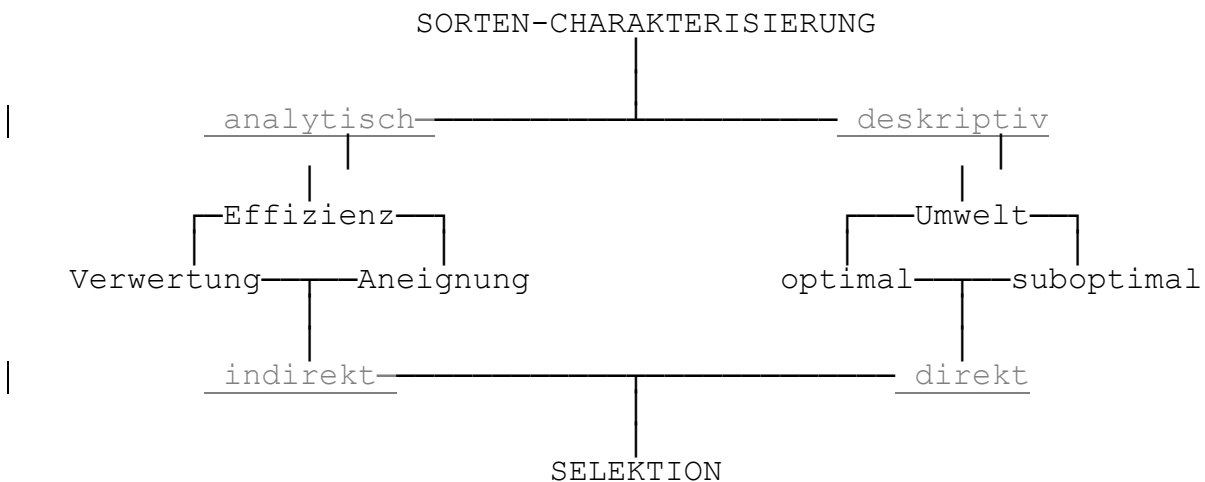 SORTEN-CHARAKTERISIERUNG
analytisch deskriptiv
Effizienz Umwelt
Verwertung Aneignung optimal suboptimal
indirekt direkt
SELEKTION